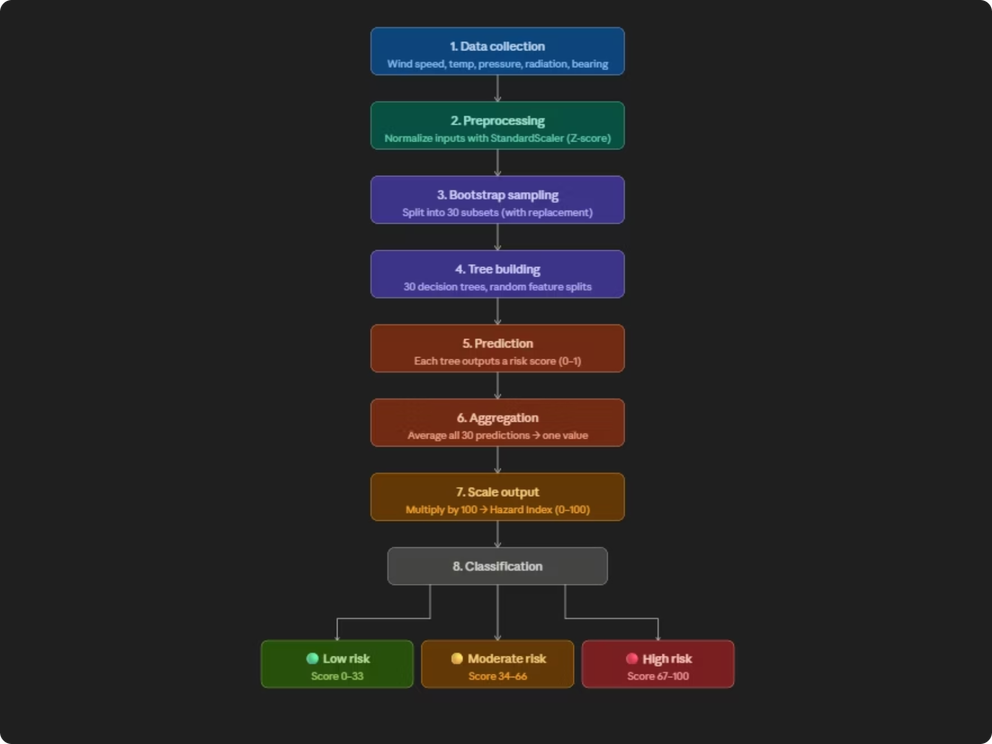 1. Data collection
Wind speed, temp, pressure, radiation, bearing
2. Preprocessing
Normalize inputs with StandardScaler (Z-score)
3. Bootstrap sampling
Split into 30 subsets (with replacement)
4. Tree building
30 decision trees, random feature splits
5. Prediction
Each tree outputs a risk score (0–1)
6. Aggregation
Average all 30 predictions → one value
7. Scale output
Multiply by 100 → Hazard Index (0–100)
8. Classification
Low risk
Score 0–33
Moderate risk
Score 34–66
High risk
Score 67–100